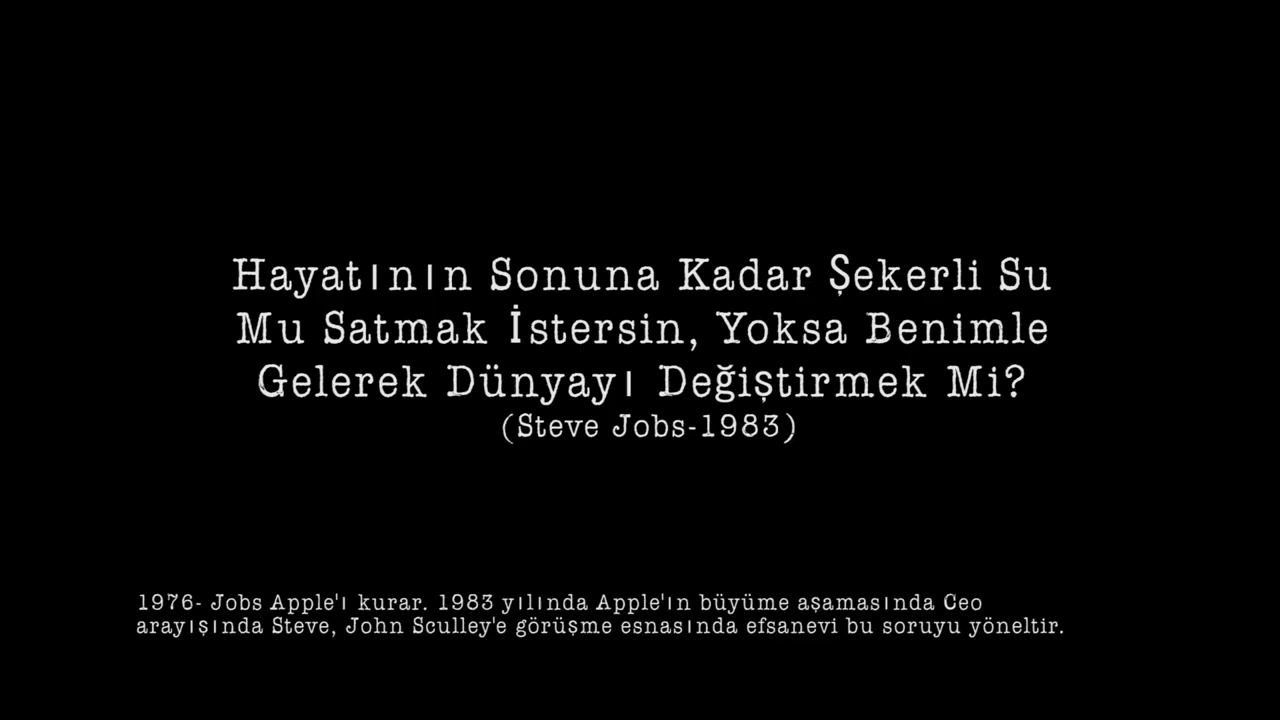 Hayatının Sonuna Kadar Şekerli Su
Mu Satmak İstersin, Yoksa Benimle
Gelerek Dünyayı Değiştirmek Mi?
(Steve Jobs-1983)
1976- Jobs Apple'ı kurar. 1983 yılında Apple'ın büyüme aşamasında Ceo
arayışında Steve, John Sculley'e görüşme esnasında efsanevi bu soruyu yöneltir.